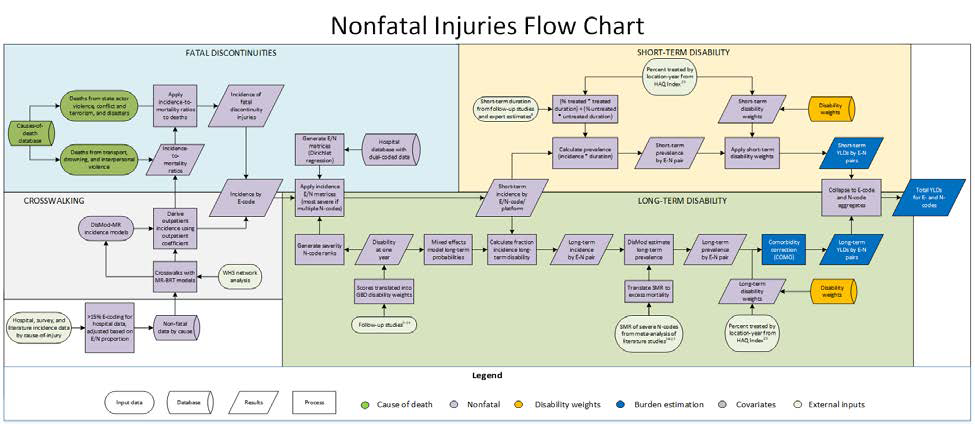 Nonfatal Injuries Flow Chart
FATAL DISCONTINUITIES
Causes-of-
death
database
Deaths from state actor
violence, conflict and
terrorism, and disasters
Deaths from transport,
drowning, and interpersonal
violence
Apply
incidence-to-
mortality ratios
to deaths
Incidence-
to-
mortality
ratios
Incidence of
fatal
discontinuity
injuries
Generate E/N
matrices
(Dirichlet
regression)
Hospital
database with
dual-coded data
Incidence by
E-code
Apply incidence
E/N matrices
(most severe if
multiple N-codes)
SHORT-TERM DISABILITY
Percent treated by
location-year from
HAQ Index
Short-term duration
from follow-up studies
and expert estimates
(% treated * treated
duration) + (% untreated
* untreated duration)
Short-term
disability
weights
Disability
weights
Calculate prevalence
(incidence * duration)
Short-term
prevalence
by E-N pair
Apply short-term
disability weights
Short-term
YLDs by E-N
pairs
Short-term
incidence by
E/N-code/
platform
Collapse to E-code
and N-code
aggregates
Total YLDs
for E- and N-
codes
CROSSWALKING
DisMod-MR
incidence models
Derive
outpatient
incidence using
outpatient
coefficient
Crosswalks with
MR-BRT models
WHS network
analysis
Hospital, survey, and
literature incidence data
by cause-of-injury
>15% E-coding for
hospital data,
adjusted based on
E/N proportion
Non-fatal
data by cause
LONG-TERM DISABILITY
Generate severity
N-code ranks
Disability
at one
year
Mixed effects
model long-term
probabilities
Calculate fraction
incidence long-term
disability
Long-term
incidence
by E-N pair
DisMod estimate
long-term
prevalence
Long-term
prevalence
by E-N pair
Comorbidity
correction
(COMO)
Long-term
YLDs by E-N
pairs
Scores translated into
GBD disability weights
Follow-up studies
Translate SMR to
excess mortality
SMR of severe N-codes
from meta-analysis of
literature studies
Long-term
disability
weights
Disability
weights
Percent treated by
location-year from
HAQ Index
Legend
Input data
Database
Results
Process
Cause of death
Nonfatal
Disability weights
Burden estimation
Covariates
External inputs